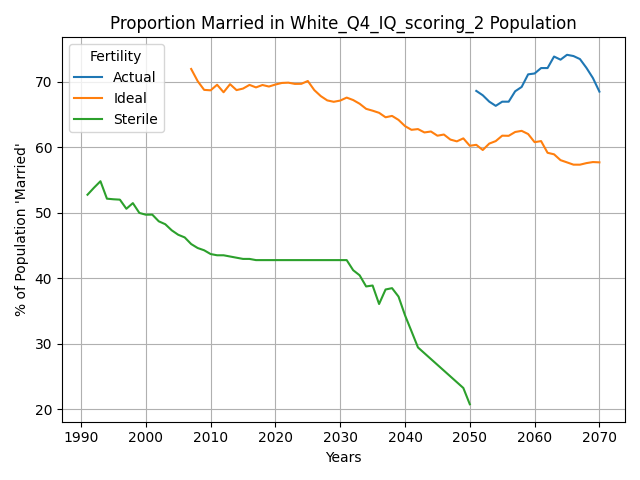 Proportion Married in White_Q4_IQ_scoring_2 Population
Fertility
Actual
Ideal
Sterile
% of Population 'Married'
70
60
50
40
30
20
1990 2000 2010 2020 2030 2040 2050 2060 2070
Years